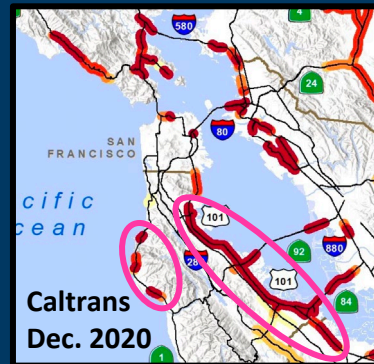 580
4
24
80
SAN
FRANCISCO
cific
cean
101
28
92
880
101
84
Caltrans
Dec. 2020
1